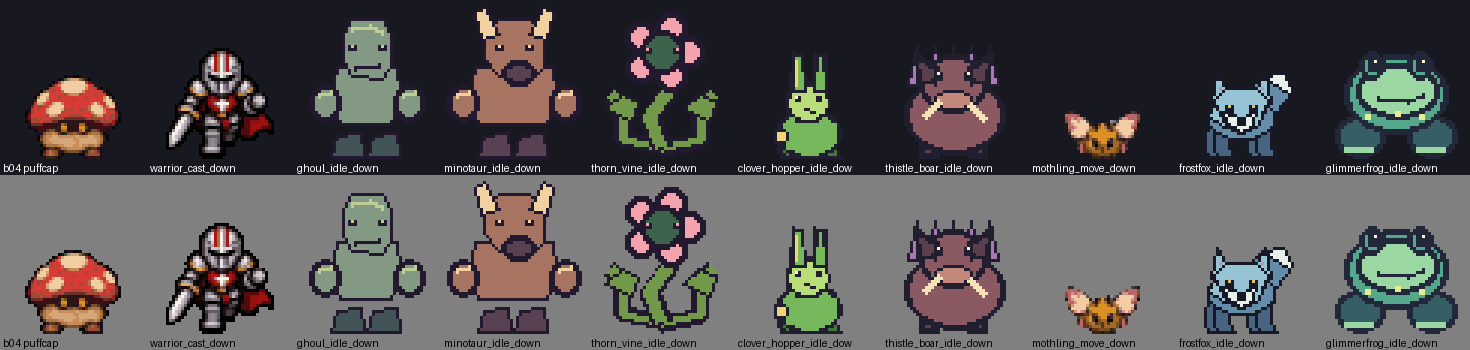 b04 puffcap warrior_cast_down ghoul_idle_down minotaur_idle_down thorn_vine_idle_down clover_hopper_idle_dow thistle_boar_idle_down mothling_move_down frostfox_idle_down glimmerfrog_idle_down
b04 puffcap warrior_cast_down ghoul_idle_down minotaur_idle_down thorn_vine_idle_down clover_hopper_idle_dow thistle_boar_idle_down mothling_move_down frostfox_idle_down glimmerfrog_idle_down